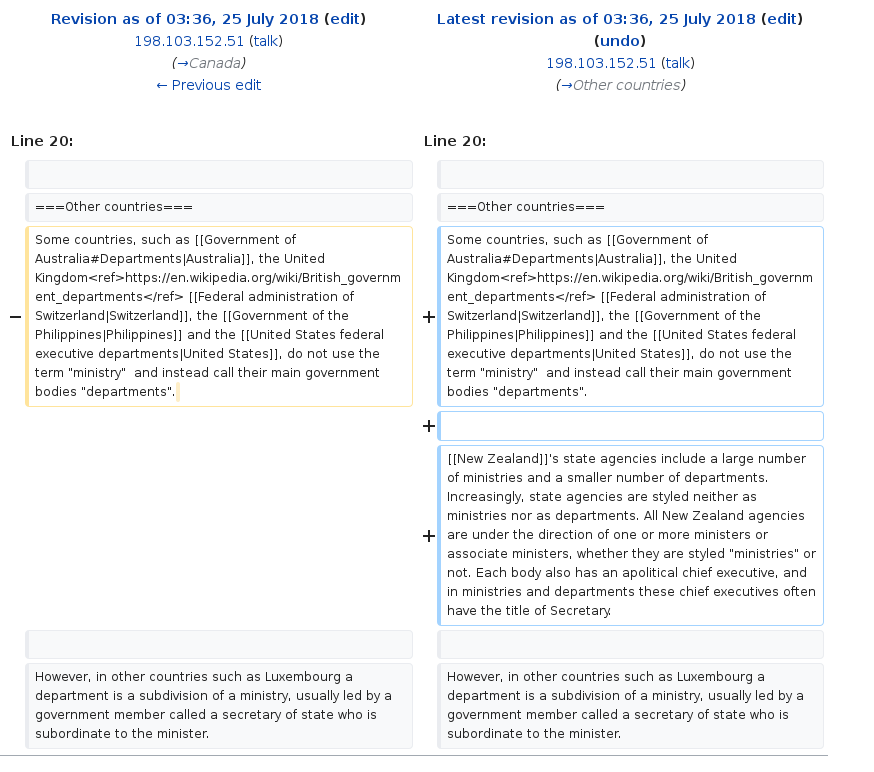 Revision as of 03:36, 25 July 2018 (edit)
198.103.152.51 (talk)
(→Canada)
← Previous edit
Latest revision as of 03:36, 25 July 2018 (edit)
(undo)
198.103.152.51 (talk)
(→Other countries)
Line 20:
Line 20:
===Other countries===
===Other countries===
−
Some countries, such as [[Government of
Australia#Departments|Australia]], the United
Kingdom<ref>https://en.wikipedia.org/wiki/British_governm
ent_departments</ref> [[Federal administration of
Switzerland|Switzerland]], the [[Government of the
Philippines|Philippines]] and the [[United States federal
executive departments|United States]], do not use the
term "ministry"  and instead call their main government
bodies "departments".
+
Some countries, such as [[Government of
Australia#Departments|Australia]], the United
Kingdom<ref>https://en.wikipedia.org/wiki/British_governm
ent_departments</ref> [[Federal administration of
Switzerland|Switzerland]], the [[Government of the
Philippines|Philippines]] and the [[United States federal
executive departments|United States]], do not use the
term "ministry"  and instead call their main government
bodies "departments".
+
+
[[New Zealand]]'s state agencies include a large number
of ministries and a smaller number of departments.
Increasingly, state agencies are styled neither as
ministries nor as departments. All New Zealand agencies
are under the direction of one or more ministers or
associate ministers, whether they are styled "ministries" or
not. Each body also has an apolitical chief executive, and
in ministries and departments these chief executives often
have the title of Secretary.
However, in other countries such as Luxembourg a
department is a subdivision of a ministry, usually led by a
government member called a secretary of state who is
subordinate to the minister.
However, in other countries such as Luxembourg a
department is a subdivision of a ministry, usually led by a
government member called a secretary of state who is
subordinate to the minister.